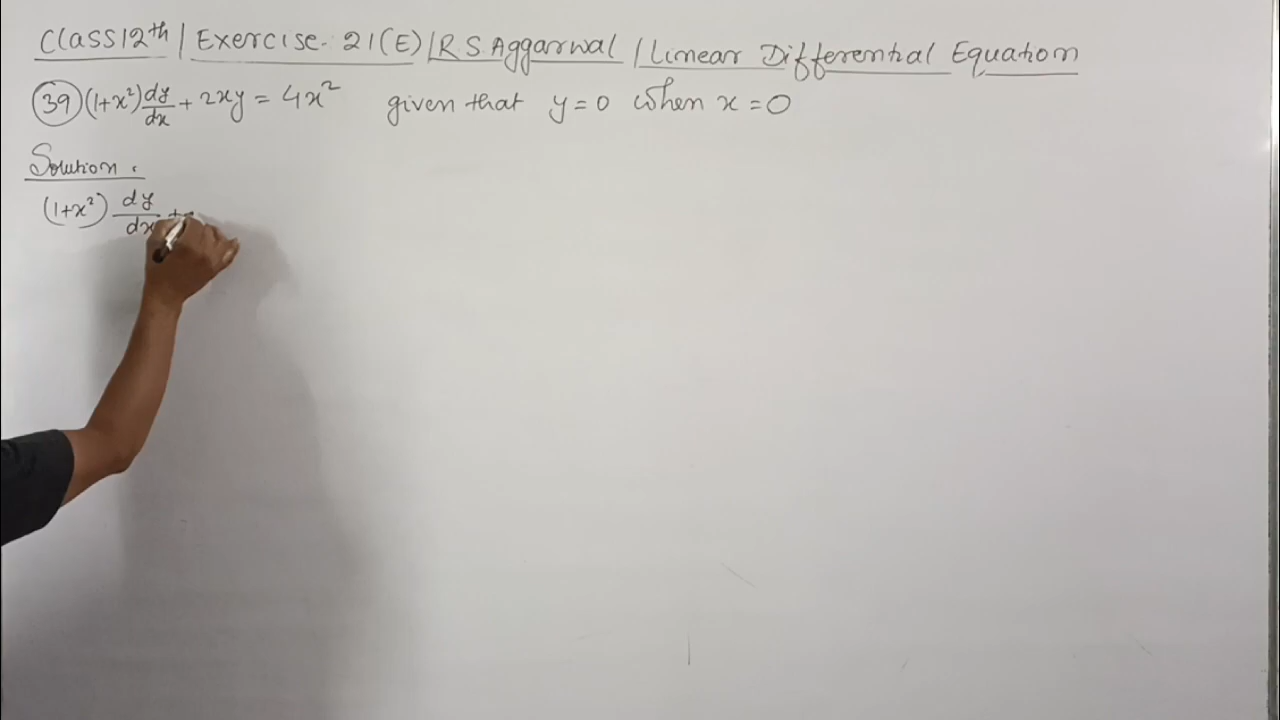 Class 12th | Exercise. 21(E) | R.S. Aggarwal | Linear Differential Equation
39 (1+x²) dy/dx + 2xy = 4x² given that y = 0 when x = 0
Solution :
(1+x²) dy/dx +